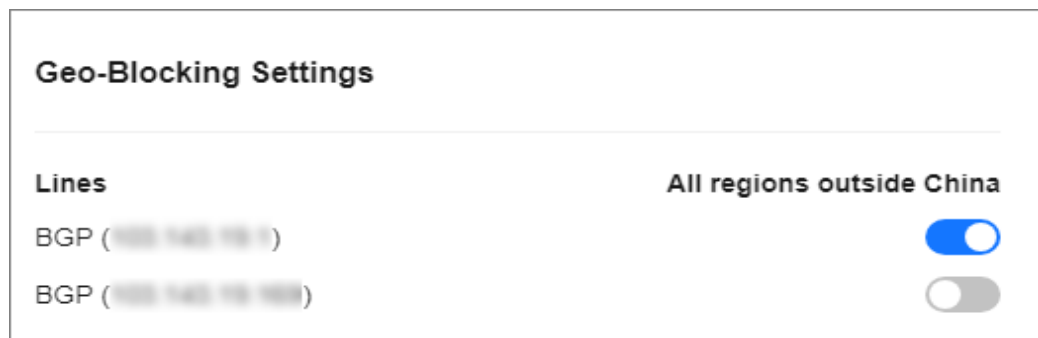 Geo-Blocking Settings
Lines All regions outside China
BGP ( )
BGP ( )